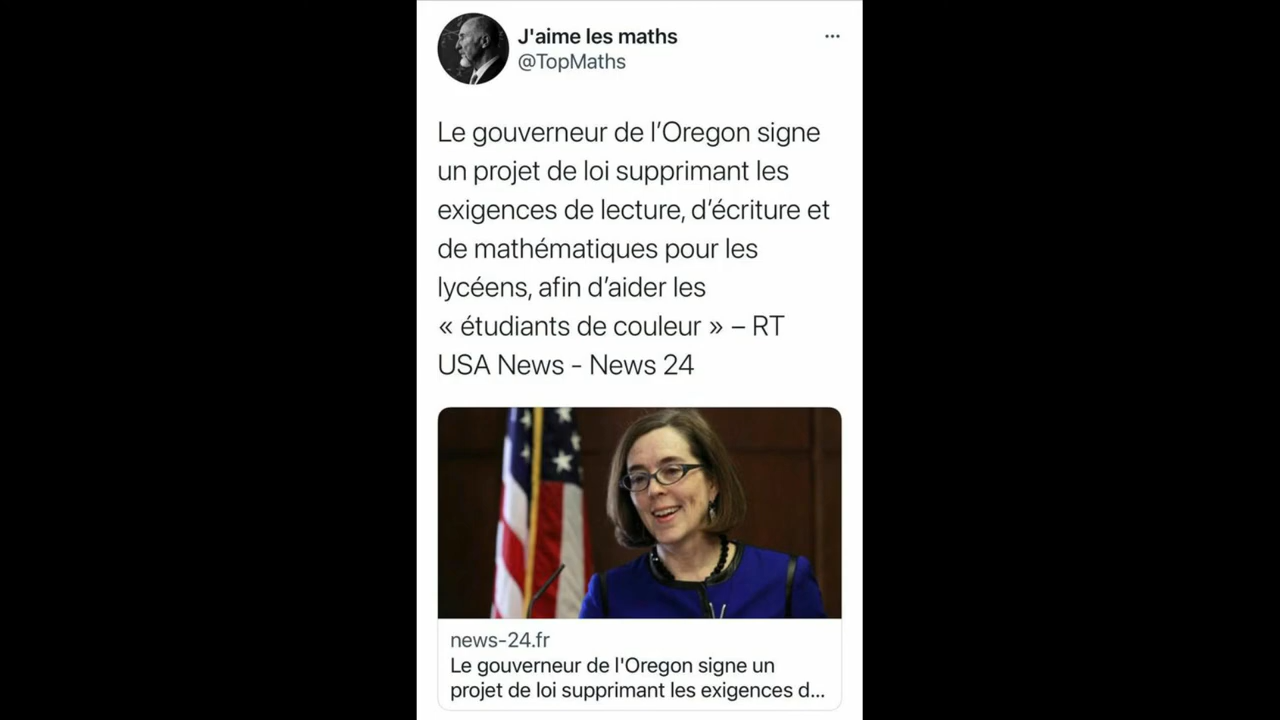 J'aime les maths
@TopMaths
Le gouverneur de l’Oregon signe
un projet de loi supprimant les
exigences de lecture, d’écriture et
de mathématiques pour les
lycéens, afin d’aider les
« étudiants de couleur » – RT
USA News - News 24
news-24.fr
Le gouverneur de l'Oregon signe un
projet de loi supprimant les exigences d...